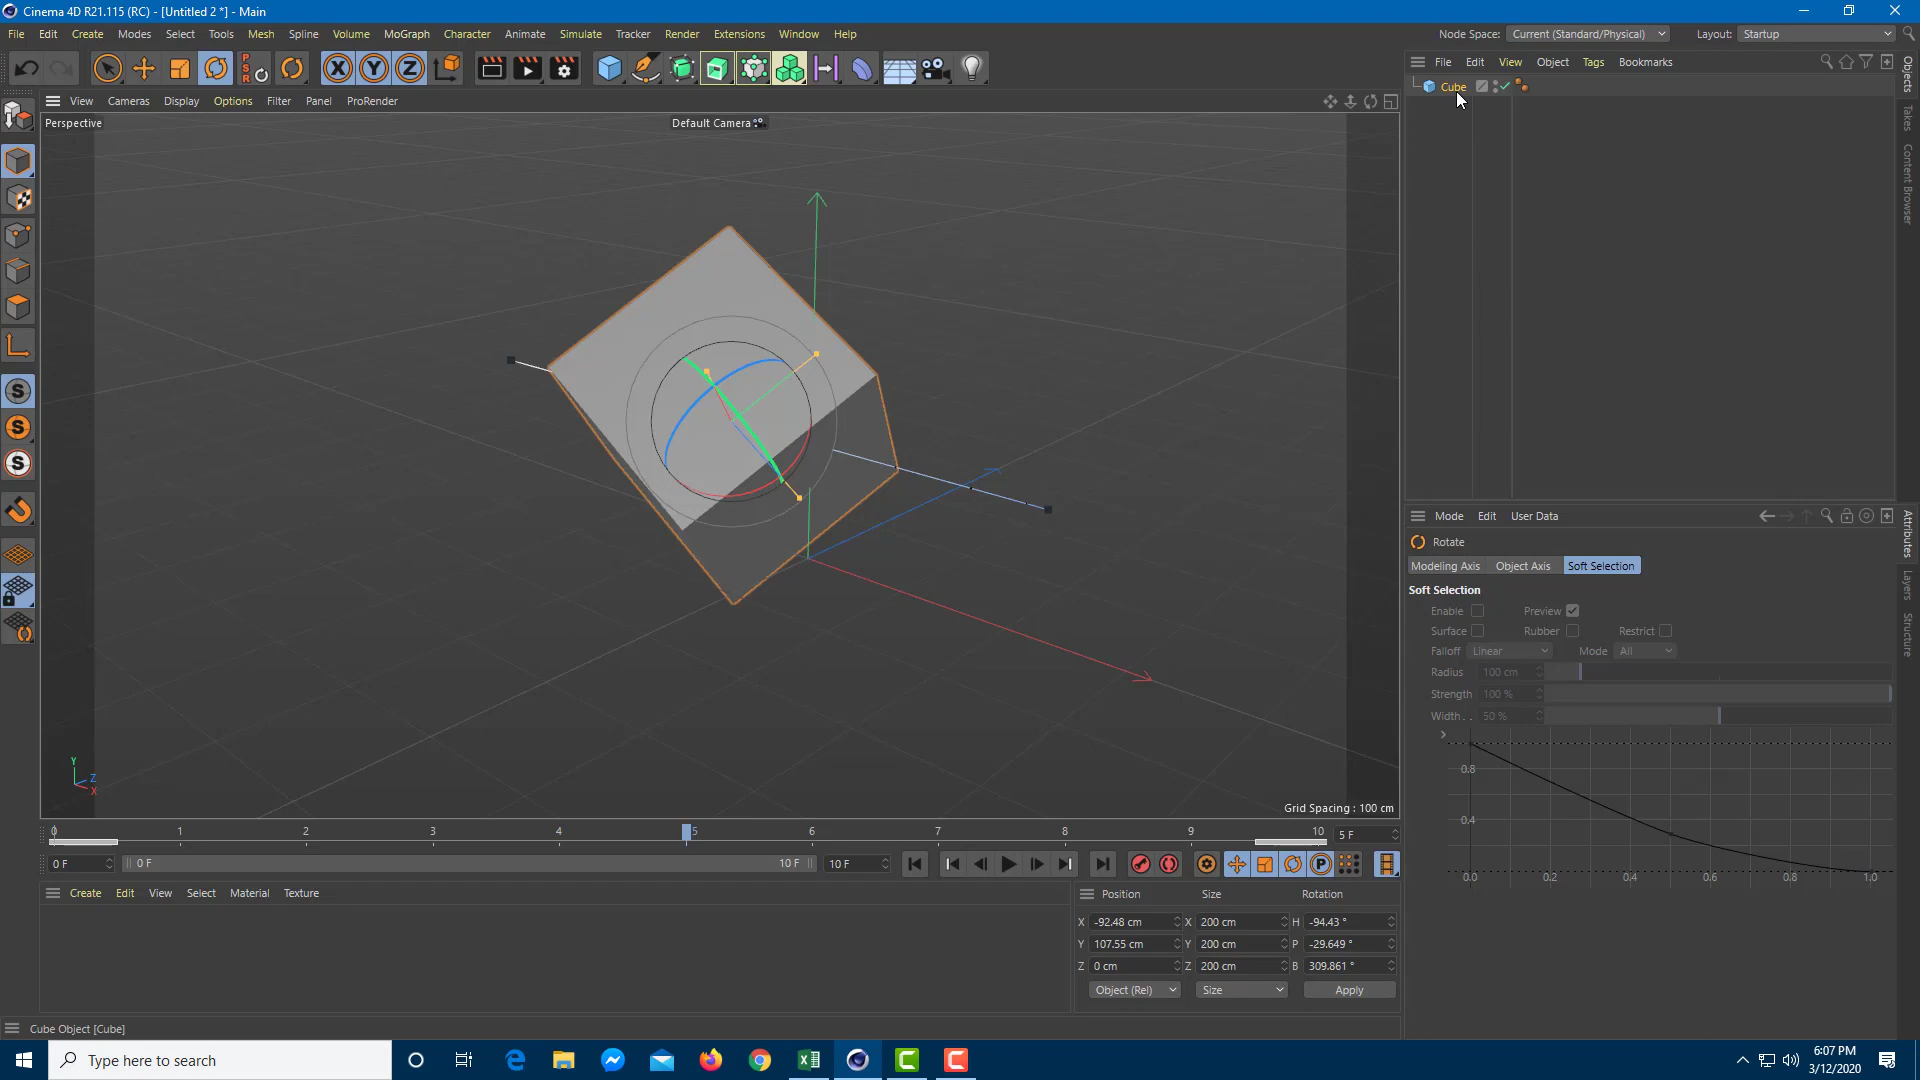 Cinema 4D R21.115 (RC) - [Untitled 2 *] - Main
File Edit Create Modes Select Tools Mesh Spline Volume MoGraph Character Animate Simulate Tracker Render Extensions Window Help
Node Space: Current (Standard/Physical) Layout: Startup
P S R X Y Z
File Edit View Object Tags Bookmarks
Cube
View Cameras Display Options Filter Panel ProRender
Perspective
Default Camera
Y
Z
X
Grid Spacing : 100 cm
S
S
S
Objects
Takes
Content Browser
Mode Edit User Data
Rotate
Modeling Axis Object Axis Soft Selection
Soft Selection
Enable Preview
Surface Rubber Restrict
Falloff Linear Mode All
Radius 100 cm
Strength 100 %
Width . . 50 %
0.8
0.4
0.0 0.2 0.4 0.6 0.8 1.0
Attributes
Layers
Structure
0 1 2 3 4 5 6 7 8 9 10 5 F
0 F 0 F 10 F 10 F P
Create Edit View Select Material Texture
Position Size Rotation
X -92.48 cm X 200 cm H -94.43 °
Y 107.55 cm Y 200 cm P -29.649 °
Z 0 cm Z 200 cm B 309.861 °
Object (Rel) Size Apply
Cube Object [Cube]
Type here to search
6:07 PM
3/12/2020